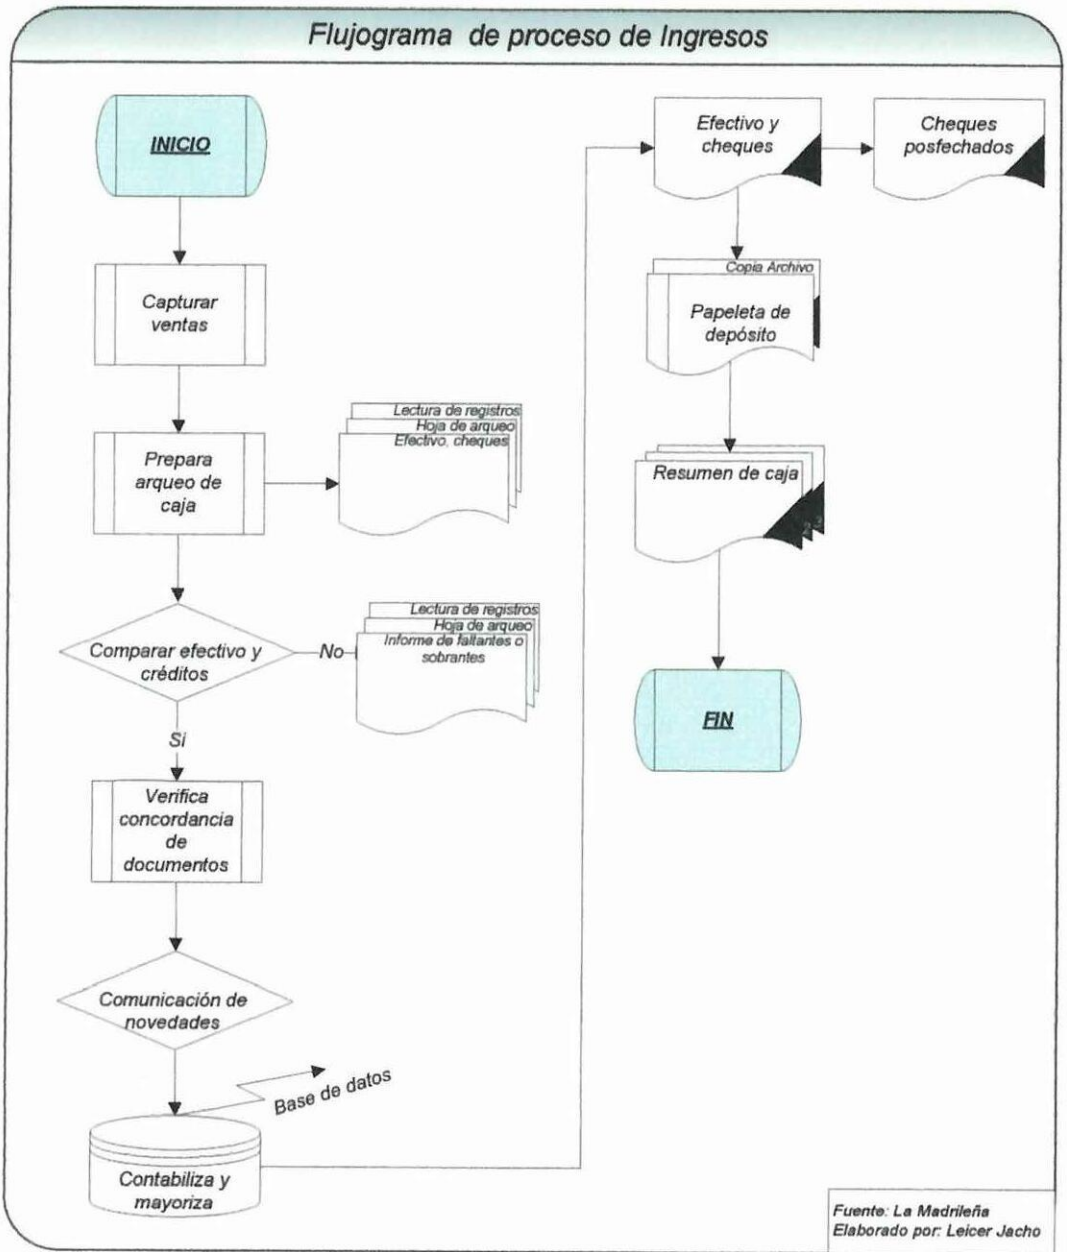 Flujograma de proceso de Ingresos
INICIO
Capturar
ventas
Prepara
arqueo de
caja
Lectura de registros
Hoja de arqueo
Efectivo, cheques
Comparar efectivo y
créditos
No
Lectura de registros
Hoja de arqueo
Informe de faltantes o
sobrantes
Si
Verifica
concordancia
de
documentos
Comunicación de
novedades
Base de datos
Contabiliza y
mayoriza
Efectivo y
cheques
Cheques
posfechados
Copia Archivo
Papeleta de
depósito
Resumen de caja
2
3
FIN
Fuente: La Madrileña
Elaborado por: Leicer Jacho